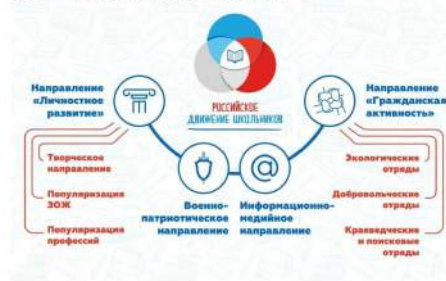 РОССИЙСКОЕ
ДВИЖЕНИЕ ШКОЛЬНИКОВ
Направление
«Личностное
развитие»
Творческое
направление
Популяризация
ЗОЖ
Популяризация
профессий
Военно-
патриотическое
направление
Информационно-
медийное
направление
Направление
«Гражданская
активность»
Экологические
отряды
Добровольческие
отряды
Краеведческие
и поисковые
отряды